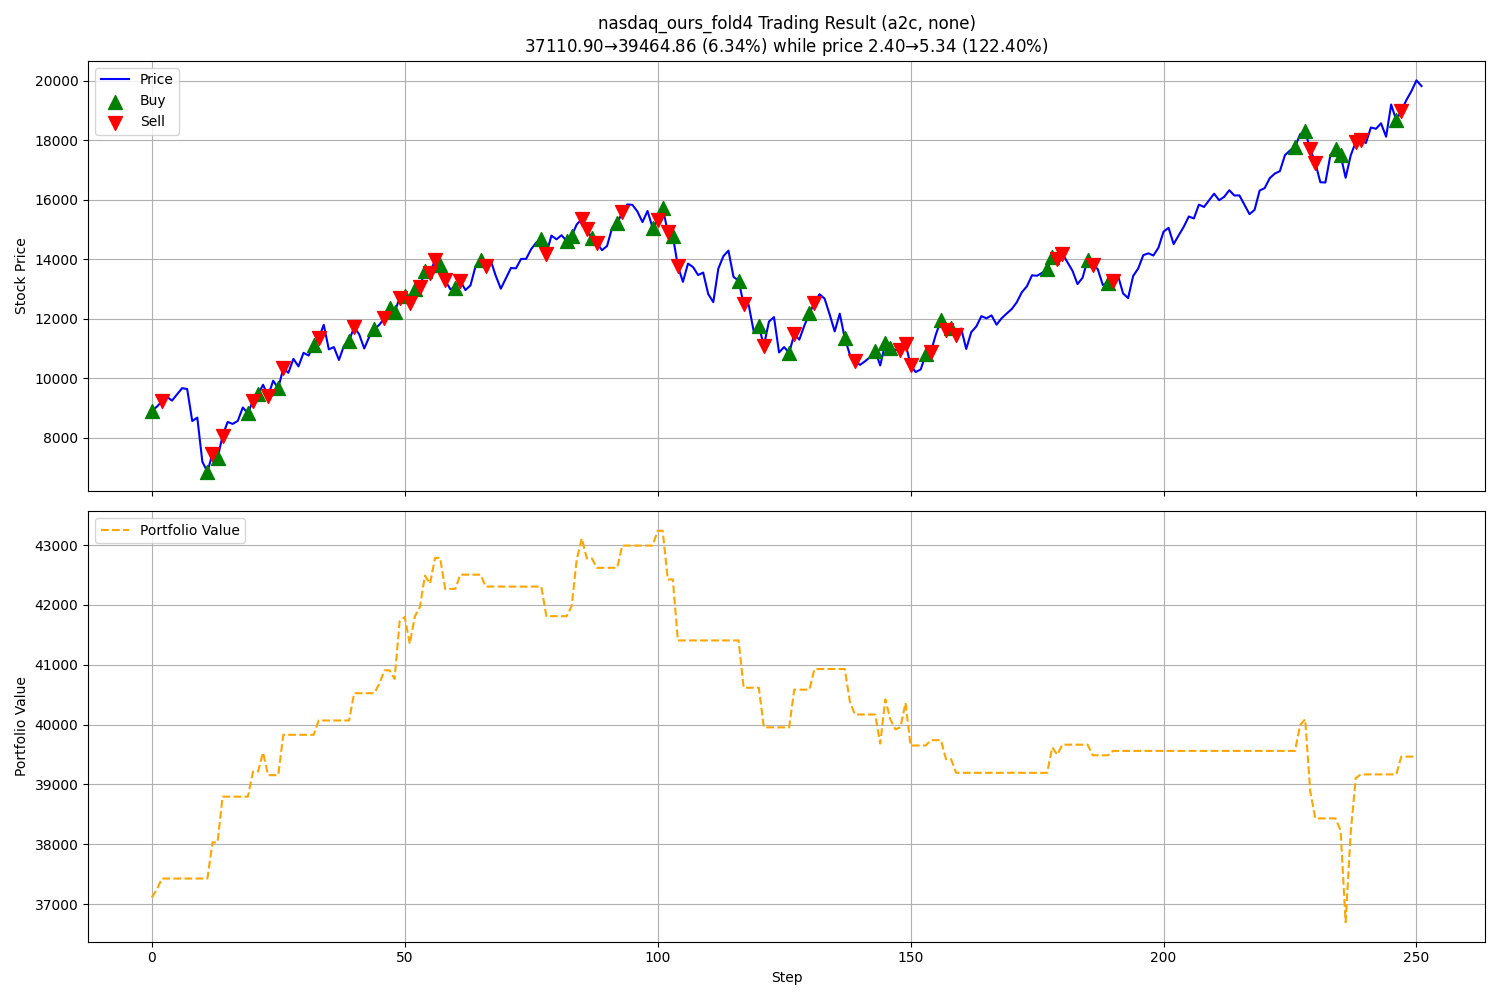 nasdaq_ours_fold4 Trading Result (a2c, none)
37110.90→39464.86 (6.34%) while price 2.40→5.34 (122.40%)
Price
Buy
Sell
Stock Price
20000
18000
16000
14000
12000
10000
8000
Portfolio Value
Portfolio Value
43000
42000
41000
40000
39000
38000
37000
0 50 100 150 200 250
Step